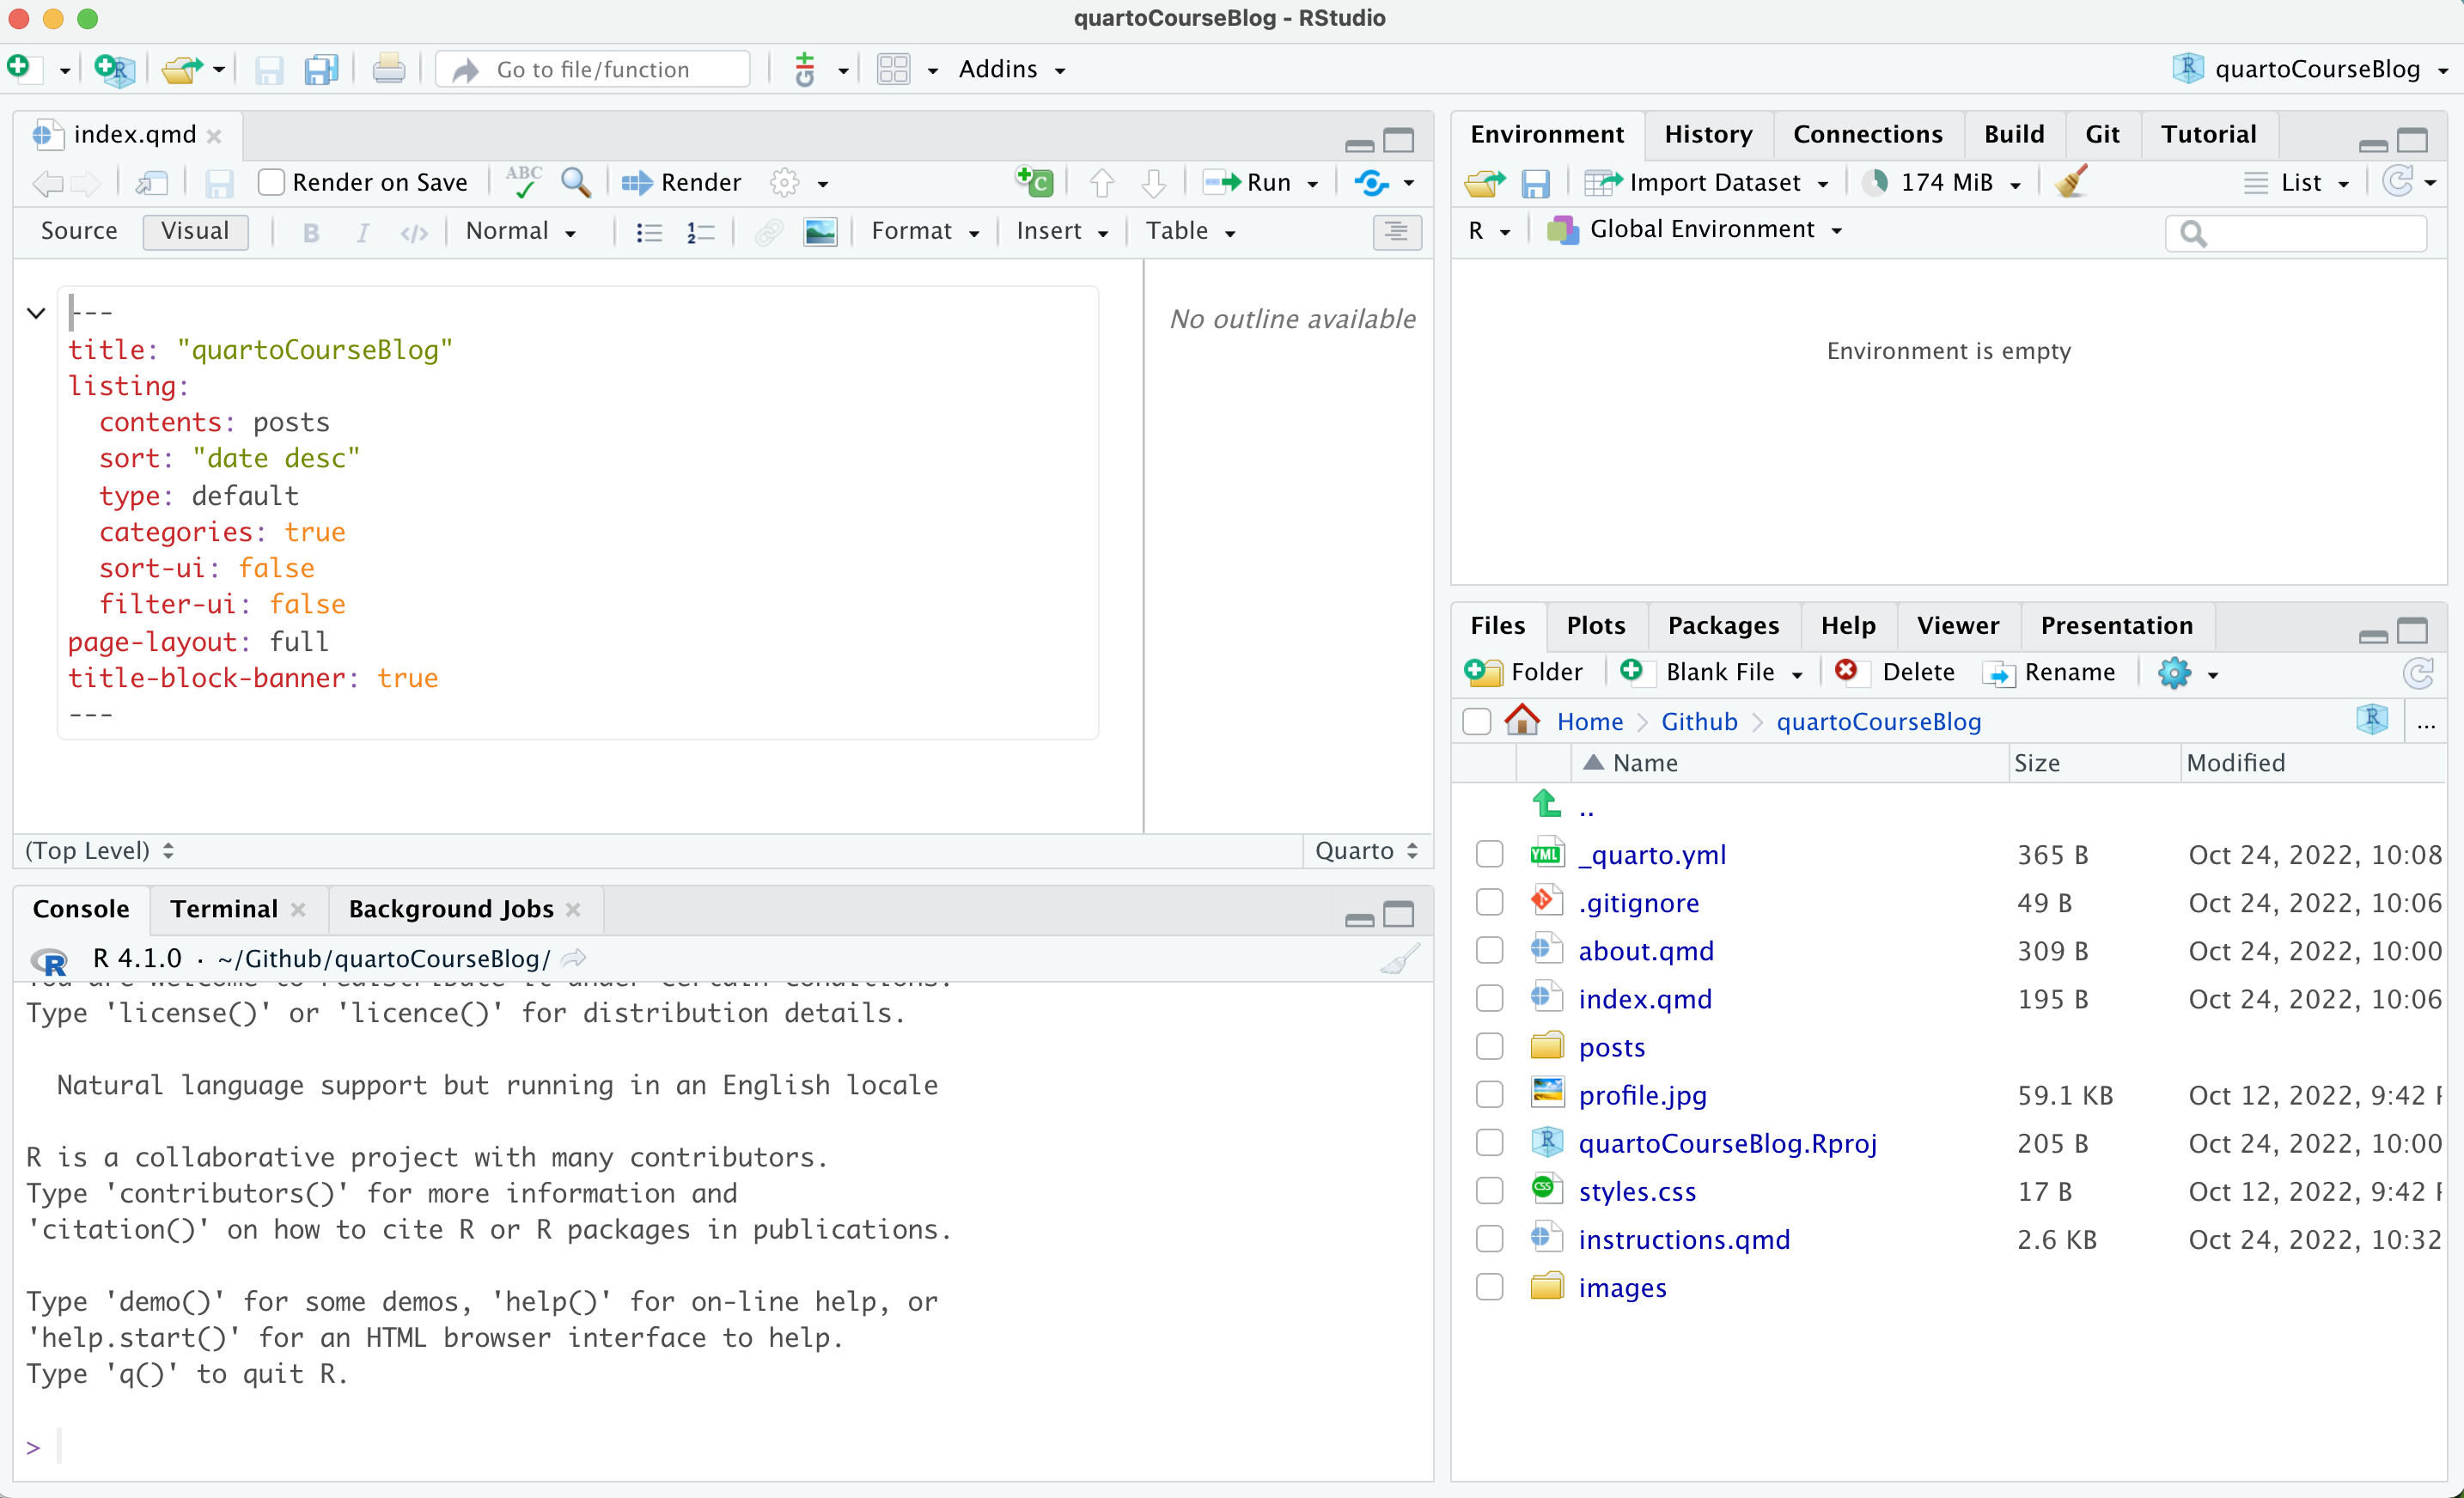 quartoCourseBlog - RStudio
Go to file/function
Addins
quartoCourseBlog
index.qmd
Render on Save
ABC
Render
Run
Source
Visual
B
I
</>
Normal
Format
Insert
Table
---
title: "quartoCourseBlog"
listing:
contents: posts
sort: "date desc"
type: default
categories: true
sort-ui: false
filter-ui: false
page-layout: full
title-block-banner: true
---
No outline available
(Top Level)
Quarto
Console
Terminal
Background Jobs
R 4.1.0 · ~/Github/quartoCourseBlog/
You are welcome to redistribute it under certain conditions.
Type 'license()' or 'licence()' for distribution details.
Natural language support but running in an English locale
R is a collaborative project with many contributors.
Type 'contributors()' for more information and
'citation()' on how to cite R or R packages in publications.
Type 'demo()' for some demos, 'help()' for on-line help, or
'help.start()' for an HTML browser interface to help.
Type 'q()' to quit R.
>
Environment
History
Connections
Build
Git
Tutorial
Import Dataset
174 MiB
List
R
Global Environment
Environment is empty
Files
Plots
Packages
Help
Viewer
Presentation
Folder
Blank File
Delete
Rename
Home
Github
quartoCourseBlog
...
Name Size Modified
..
_quarto.yml 365 B Oct 24, 2022, 10:08
.gitignore 49 B Oct 24, 2022, 10:06
about.qmd 309 B Oct 24, 2022, 10:00
index.qmd 195 B Oct 24, 2022, 10:06
posts
profile.jpg 59.1 KB Oct 12, 2022, 9:42
quartoCourseBlog.Rproj 205 B Oct 24, 2022, 10:00
styles.css 17 B Oct 12, 2022, 9:42
instructions.qmd 2.6 KB Oct 24, 2022, 10:32
images